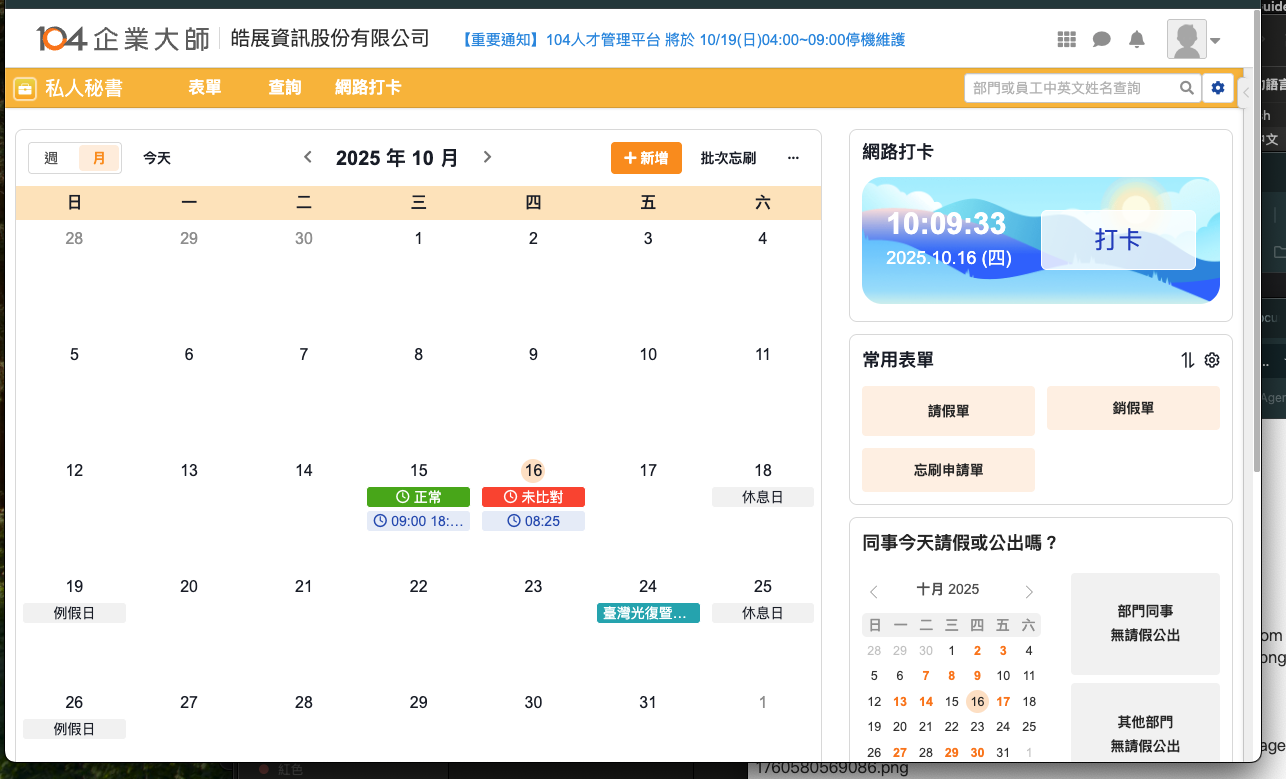 104 企業大師 皓展資訊股份有限公司 【重要通知】104人才管理平台 將於 10/19(日)04:00~09:00停機維護
私人秘書 表單 查詢 網路打卡 部門或員工中英文姓名查詢
週 月 今天 2025 年 10 月 新增 批次忘刷 ...
日 一 二 三 四 五 六
28 29 30 1 2 3 4
5 6 7 8 9 10 11
12 13 14 15 16 17 18
正常 未比對 休息日
09:00 18:... 08:25
19 20 21 22 23 24 25
例假日 臺灣光復暨... 休息日
26 27 28 29 30 31 1
例假日
網路打卡
10:09:33
2025.10.16 (四)
打卡
常用表單
請假單 銷假單
忘刷申請單
同事今天請假或公出嗎？
十月 2025
日 一 二 三 四 五 六
28 29 30 1 2 3 4
5 6 7 8 9 10 11
12 13 14 15 16 17 18
19 20 21 22 23 24 25
26 27 28 29 30 31 1
部門同事
無請假公出
其他部門
無請假公出
紅色
1760580569086.png